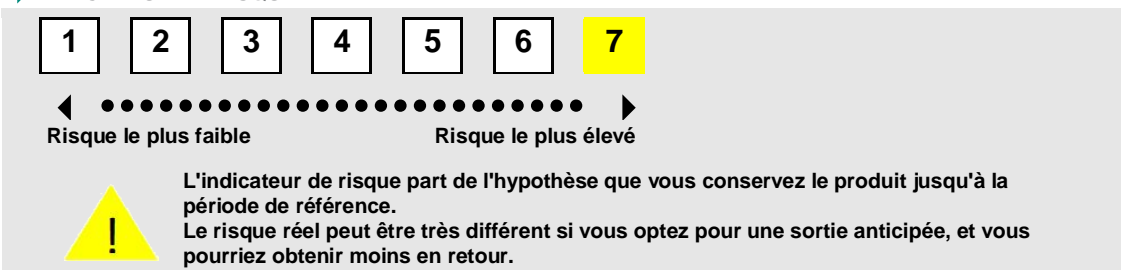 1 2 3 4 5 6 7
Risque le plus faible Risque le plus élevé
L'indicateur de risque part de l'hypothèse que vous conservez le produit jusqu'à la
période de référence.
!
Le risque réel peut être très différent si vous optez pour une sortie anticipée, et vous
pourriez obtenir moins en retour.